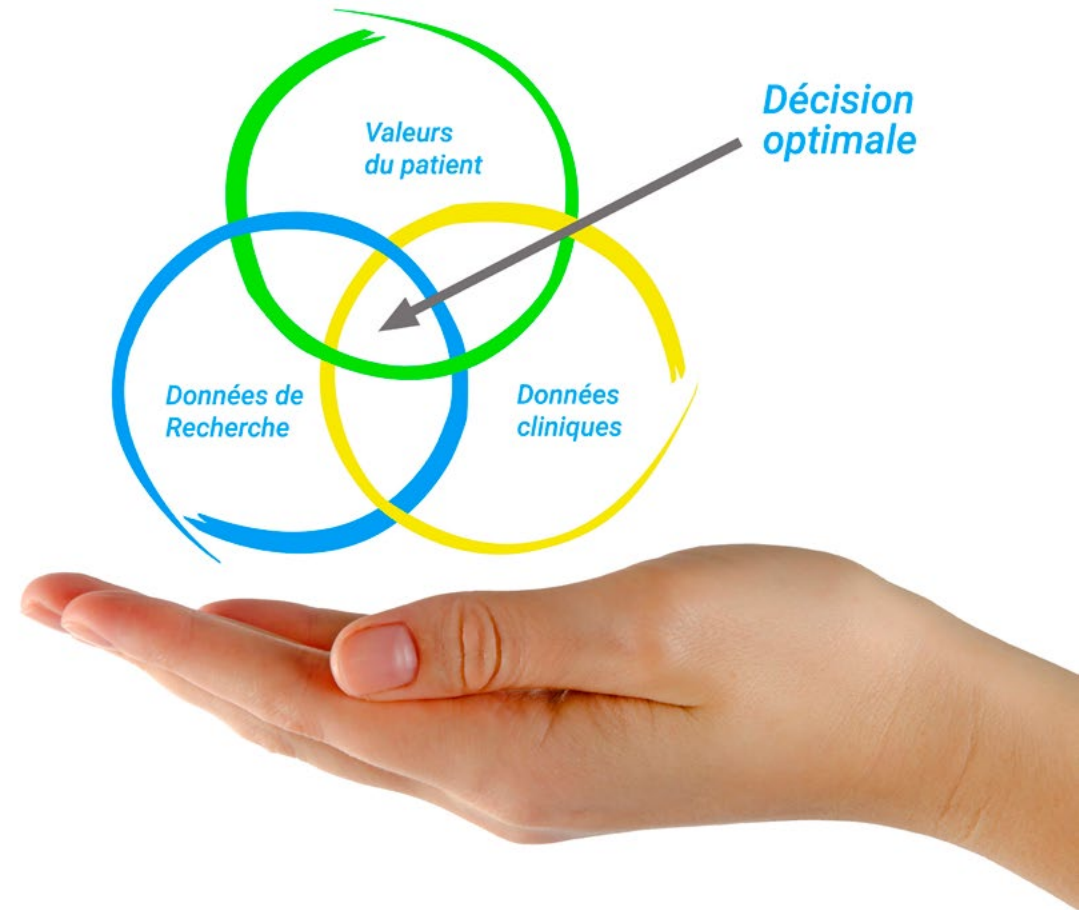 Valeurs
du patient
Décision
optimale
Données de
Recherche
Données
cliniques